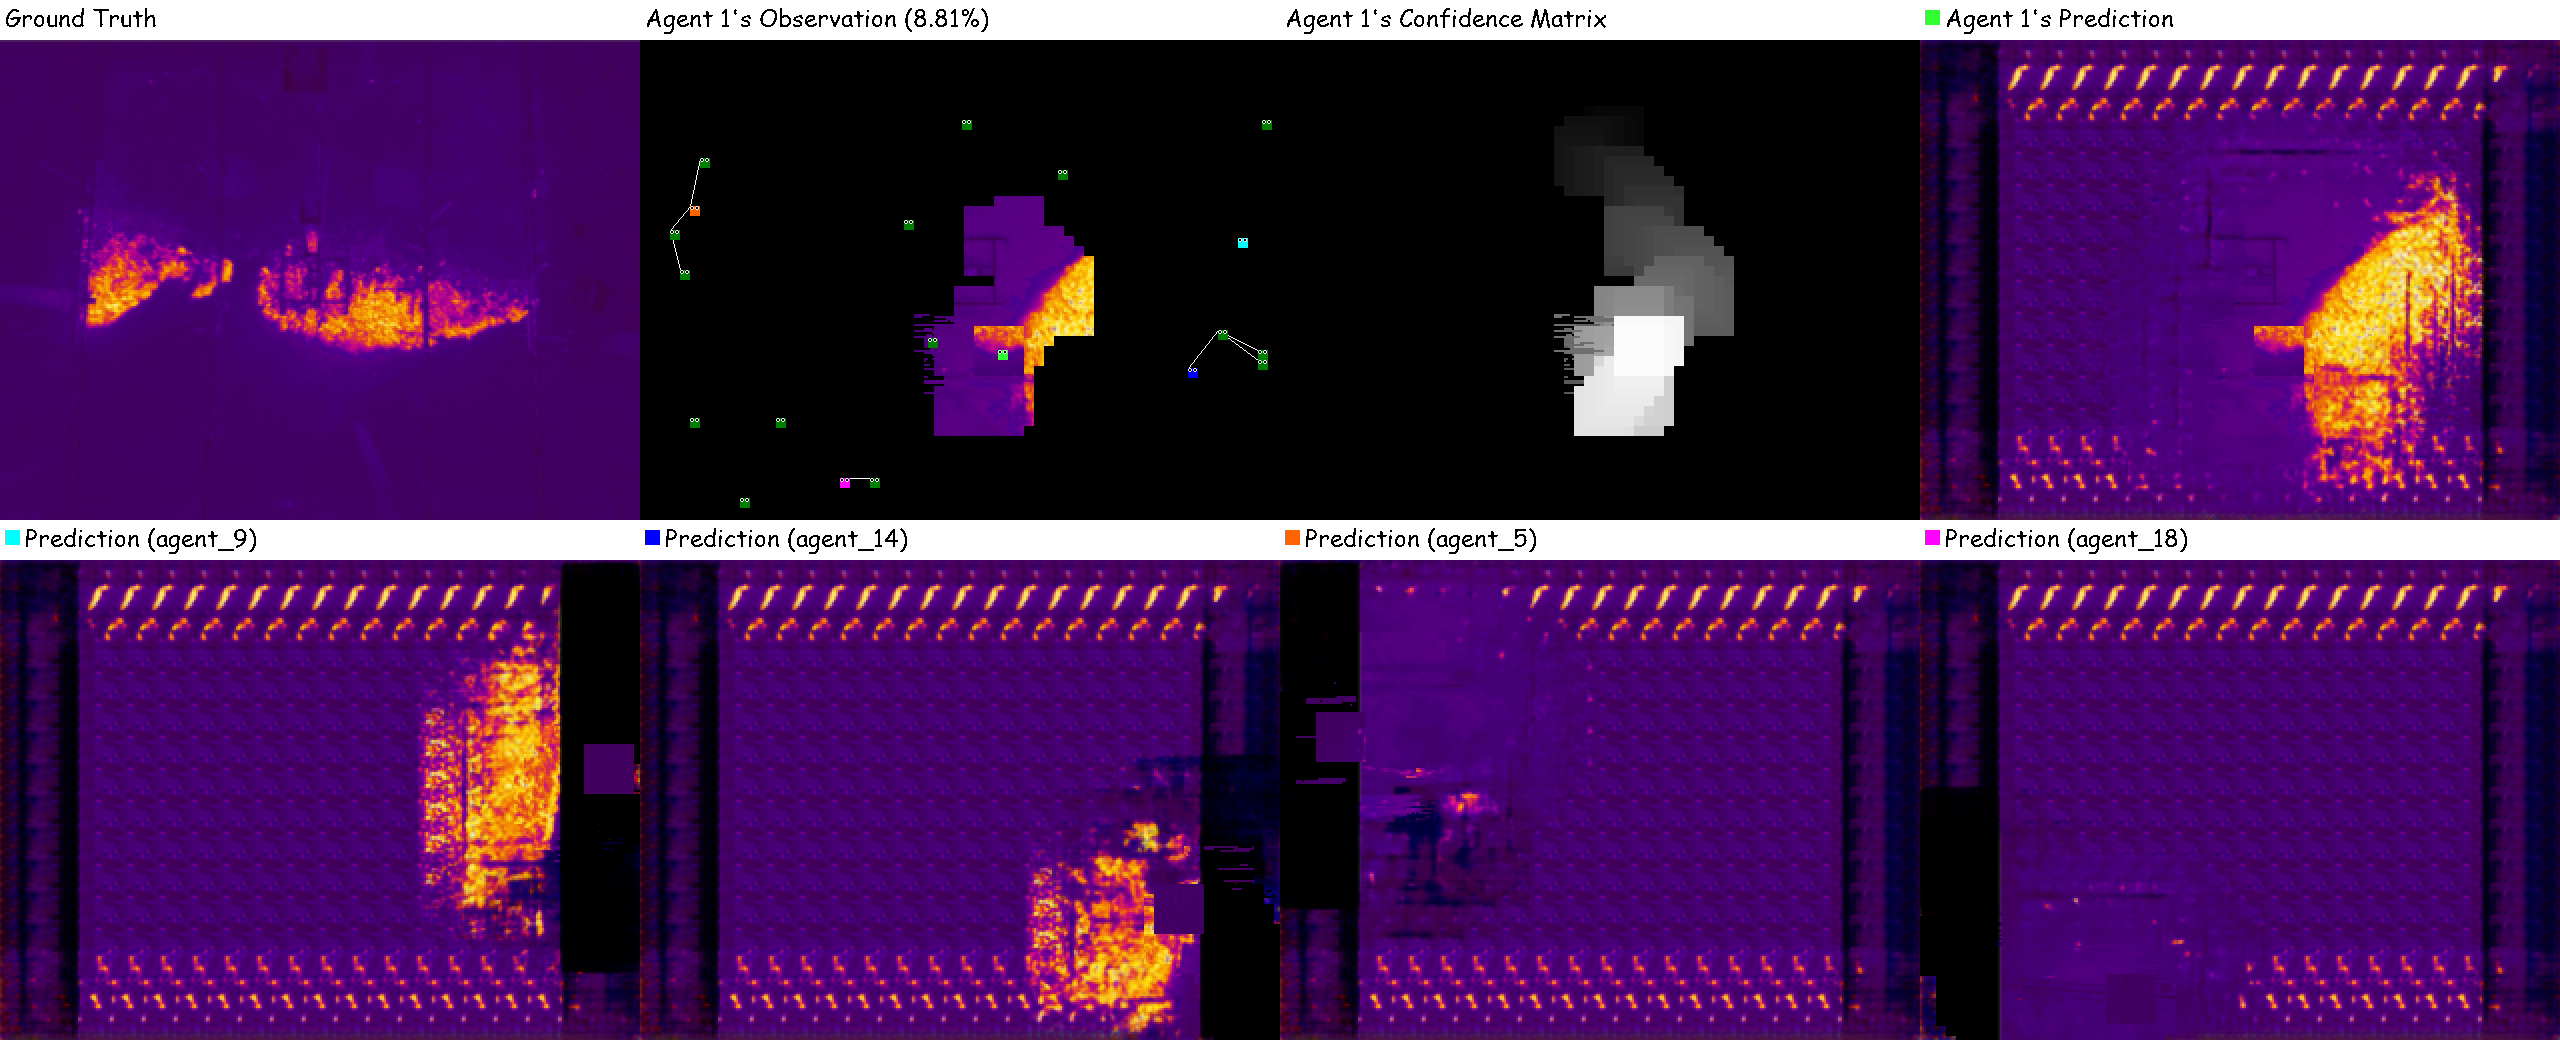 Ground Truth
Agent 1's Observation (8.81%)
Agent 1's Confidence Matrix
Agent 1's Prediction
Prediction (agent_9)
Prediction (agent_14)
Prediction (agent_5)
Prediction (agent_18)